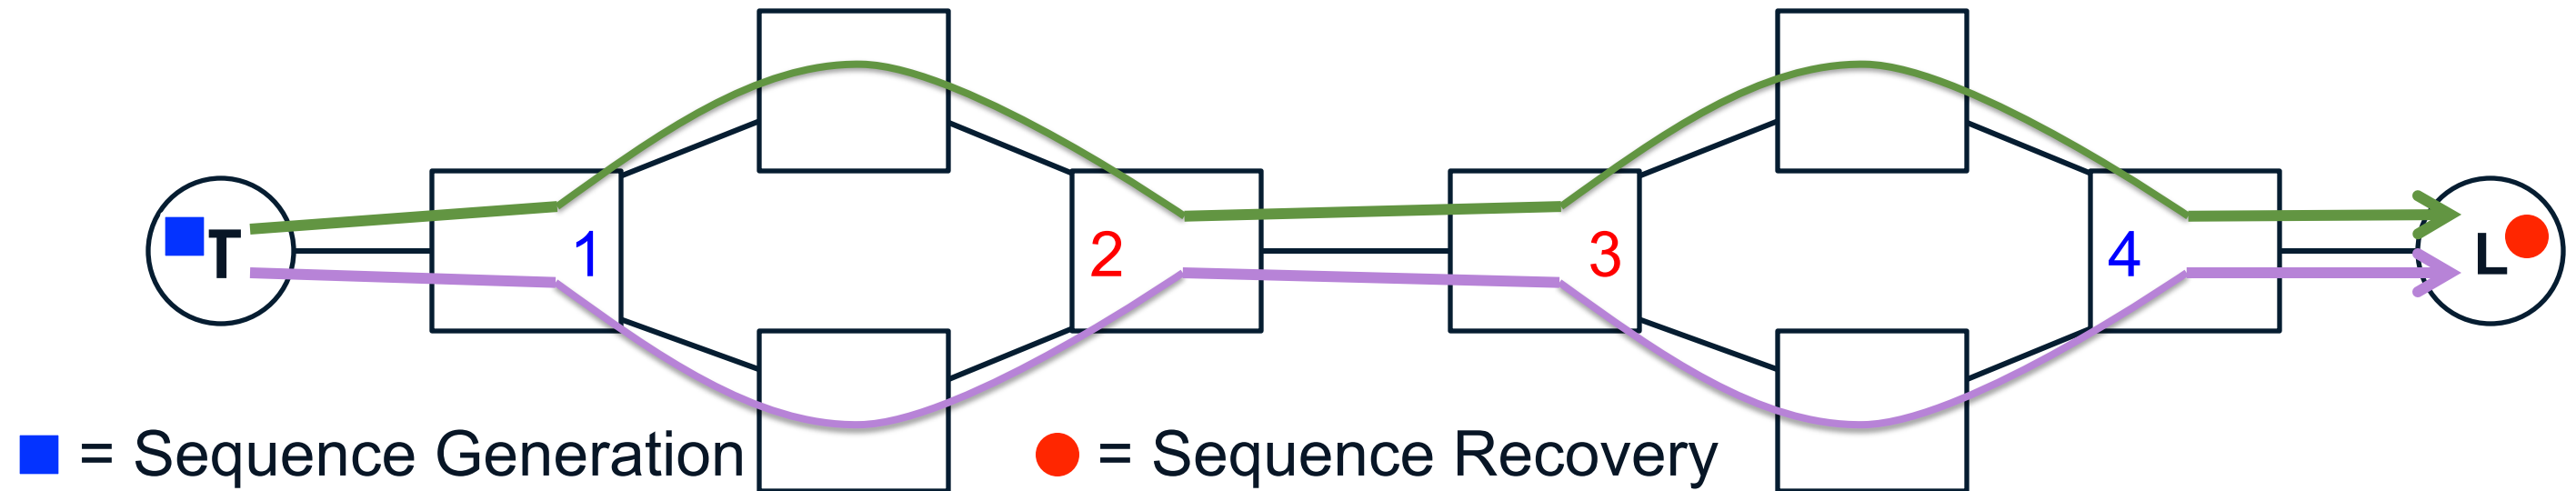 T 1 2 3 4 L
= Sequence Generation = Sequence Recovery